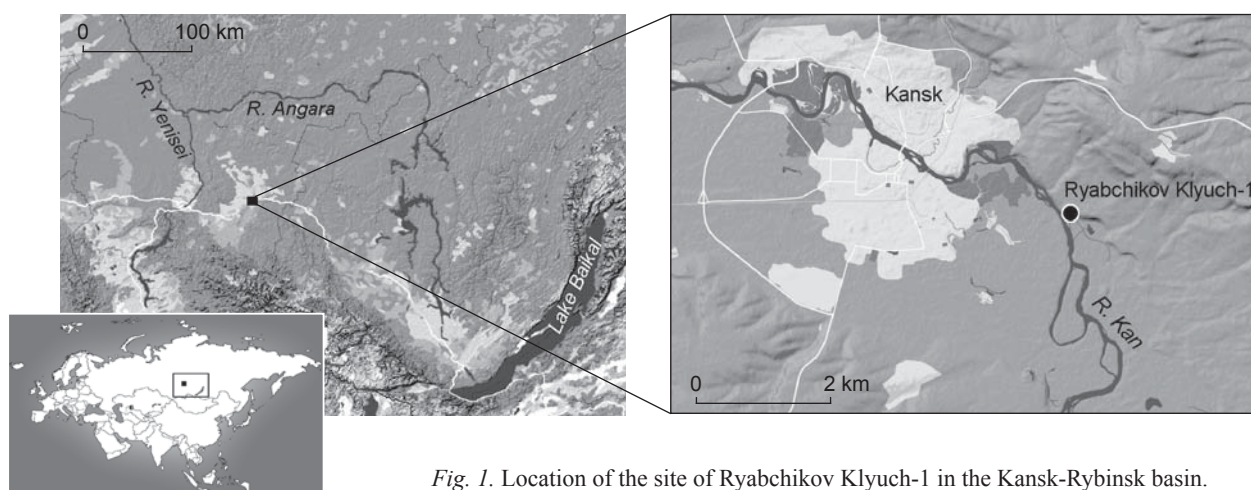 0 100 km
R. Yenisei
R. Angara
Lake Baikal
Kansk
Ryabchikov Klyuch-1
R. Kan
0 2 km
Fig. 1. Location of the site of Ryabchikov Klyuch-1 in the Kansk-Rybinsk basin.